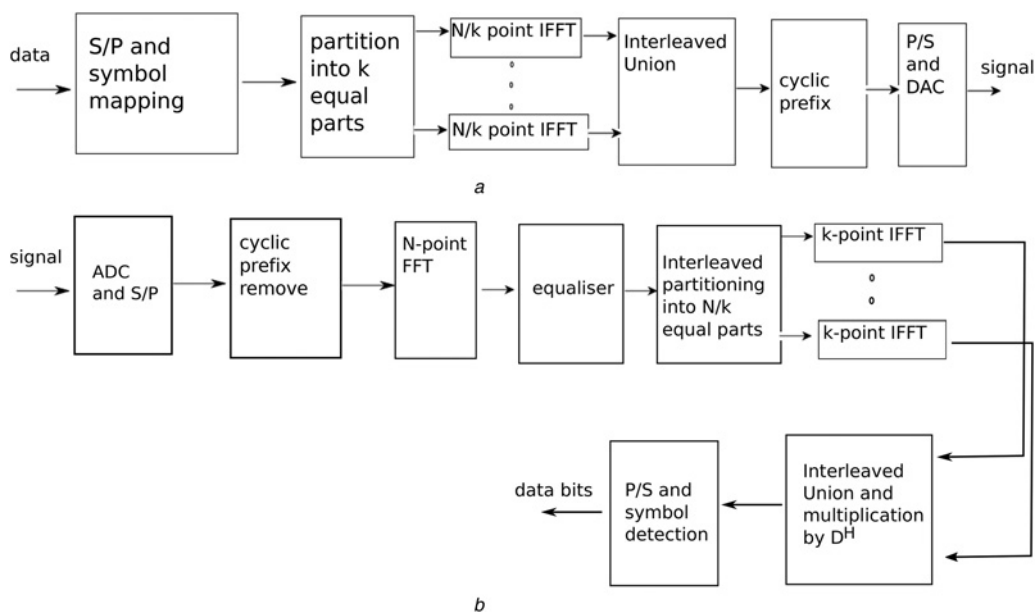 data
S/P and
symbol
mapping
partition
into k
equal
parts
N/k point IFFT
N/k point IFFT
Interleaved
Union
cyclic
prefix
P/S
and
DAC
signal
a
signal
ADC
and S/P
cyclic
prefix
remove
N-point
FFT
equaliser
Interleaved
partitioning
into N/k
equal parts
k-point IFFT
k-point IFFT
data bits
P/S and
symbol
detection
Interleaved
Union and
multiplication
by Dᴴ
b